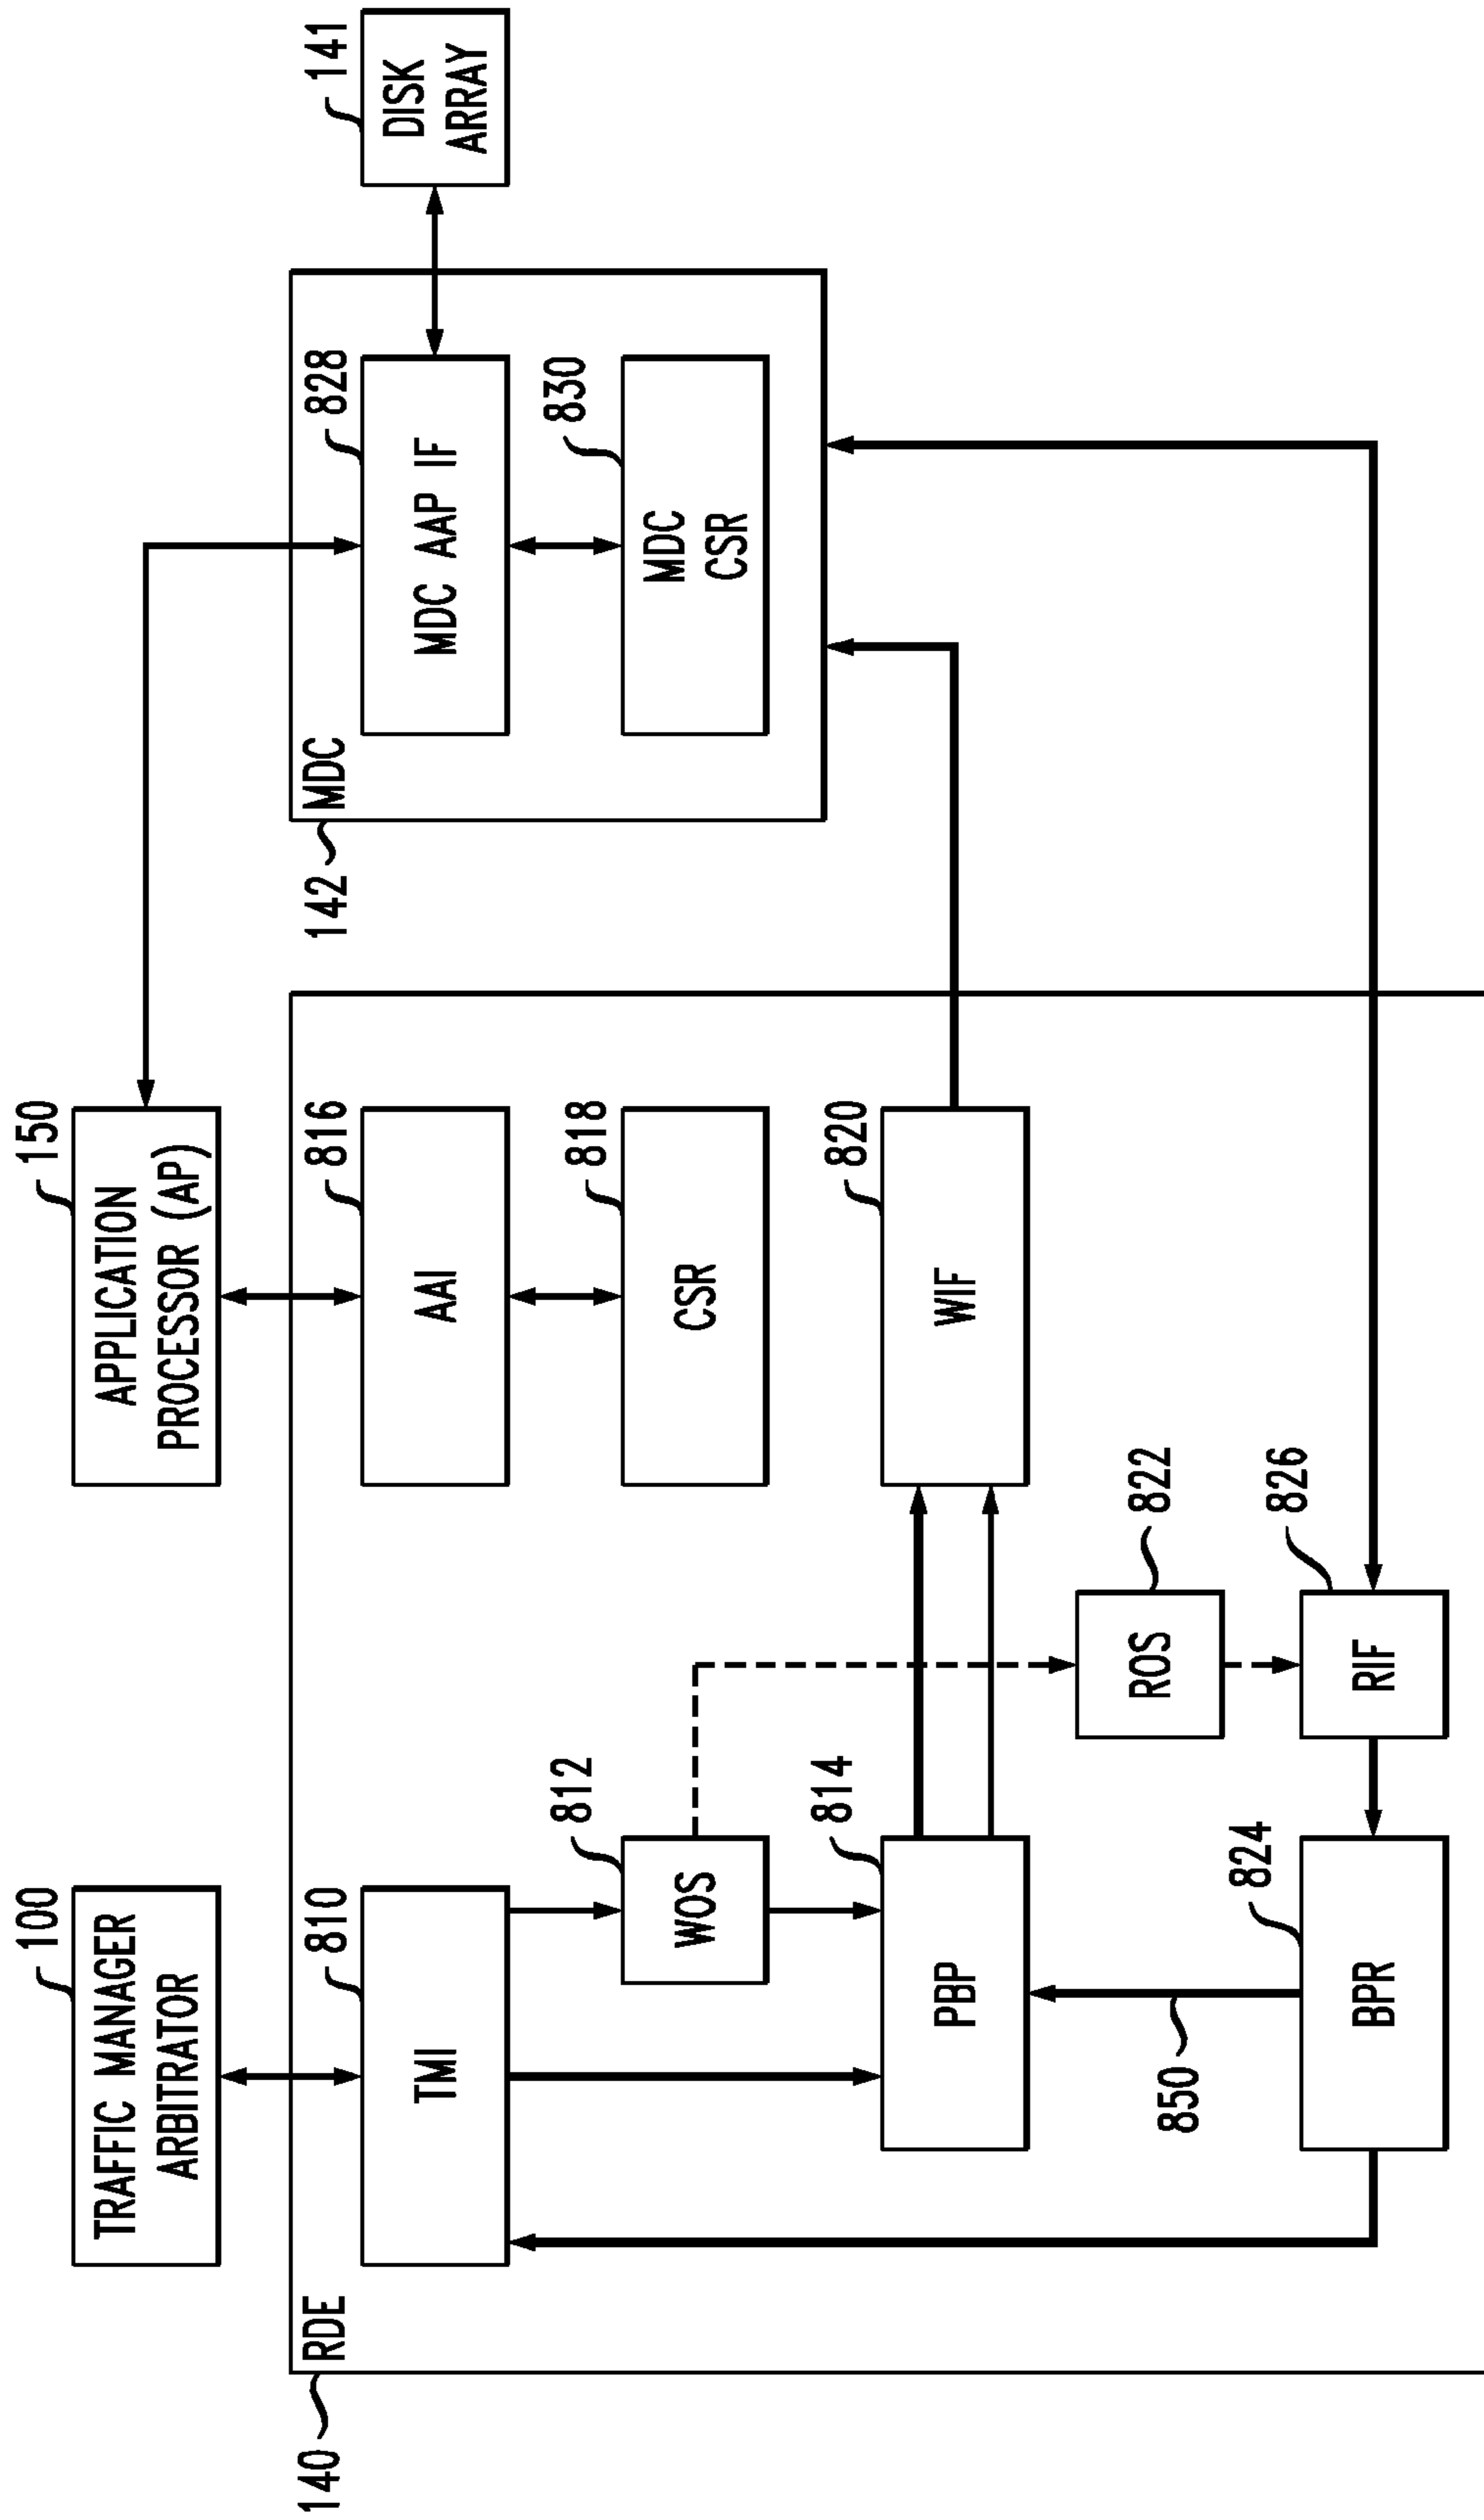 100
TRAFFIC MANAGER
ARBITRATOR
150
APPLICATION
PROCESSOR (AP)
140
RDE
810
TMI
816
AAI
142
MDC
828
MDC AAP IF
141
DISK
ARRAY
812
WOS
818
CSR
830
MDC
CSR
814
PBP
820
WIF
850
822
ROS
824
BPR
826
RIF